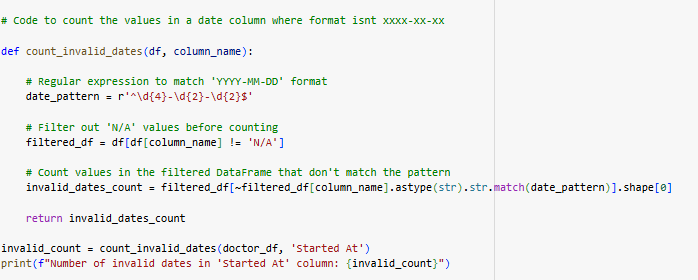 # Code to count the values in a date column where format isnt xxxx-xx-xx
def count_invalid_dates(df, column_name):
# Regular expression to match 'YYYY-MM-DD' format
date_pattern = r'^\d{4}-\d{2}-\d{2}$'
# Filter out 'N/A' values before counting
filtered_df = df[df[column_name] != 'N/A']
# Count values in the filtered DataFrame that don't match the pattern
invalid_dates_count = filtered_df[~filtered_df[column_name].astype(str).str.match(date_pattern)].shape[0]
return invalid_dates_count
invalid_count = count_invalid_dates(doctor_df, 'Started At')
print(f"Number of invalid dates in 'Started At' column: {invalid_count}")